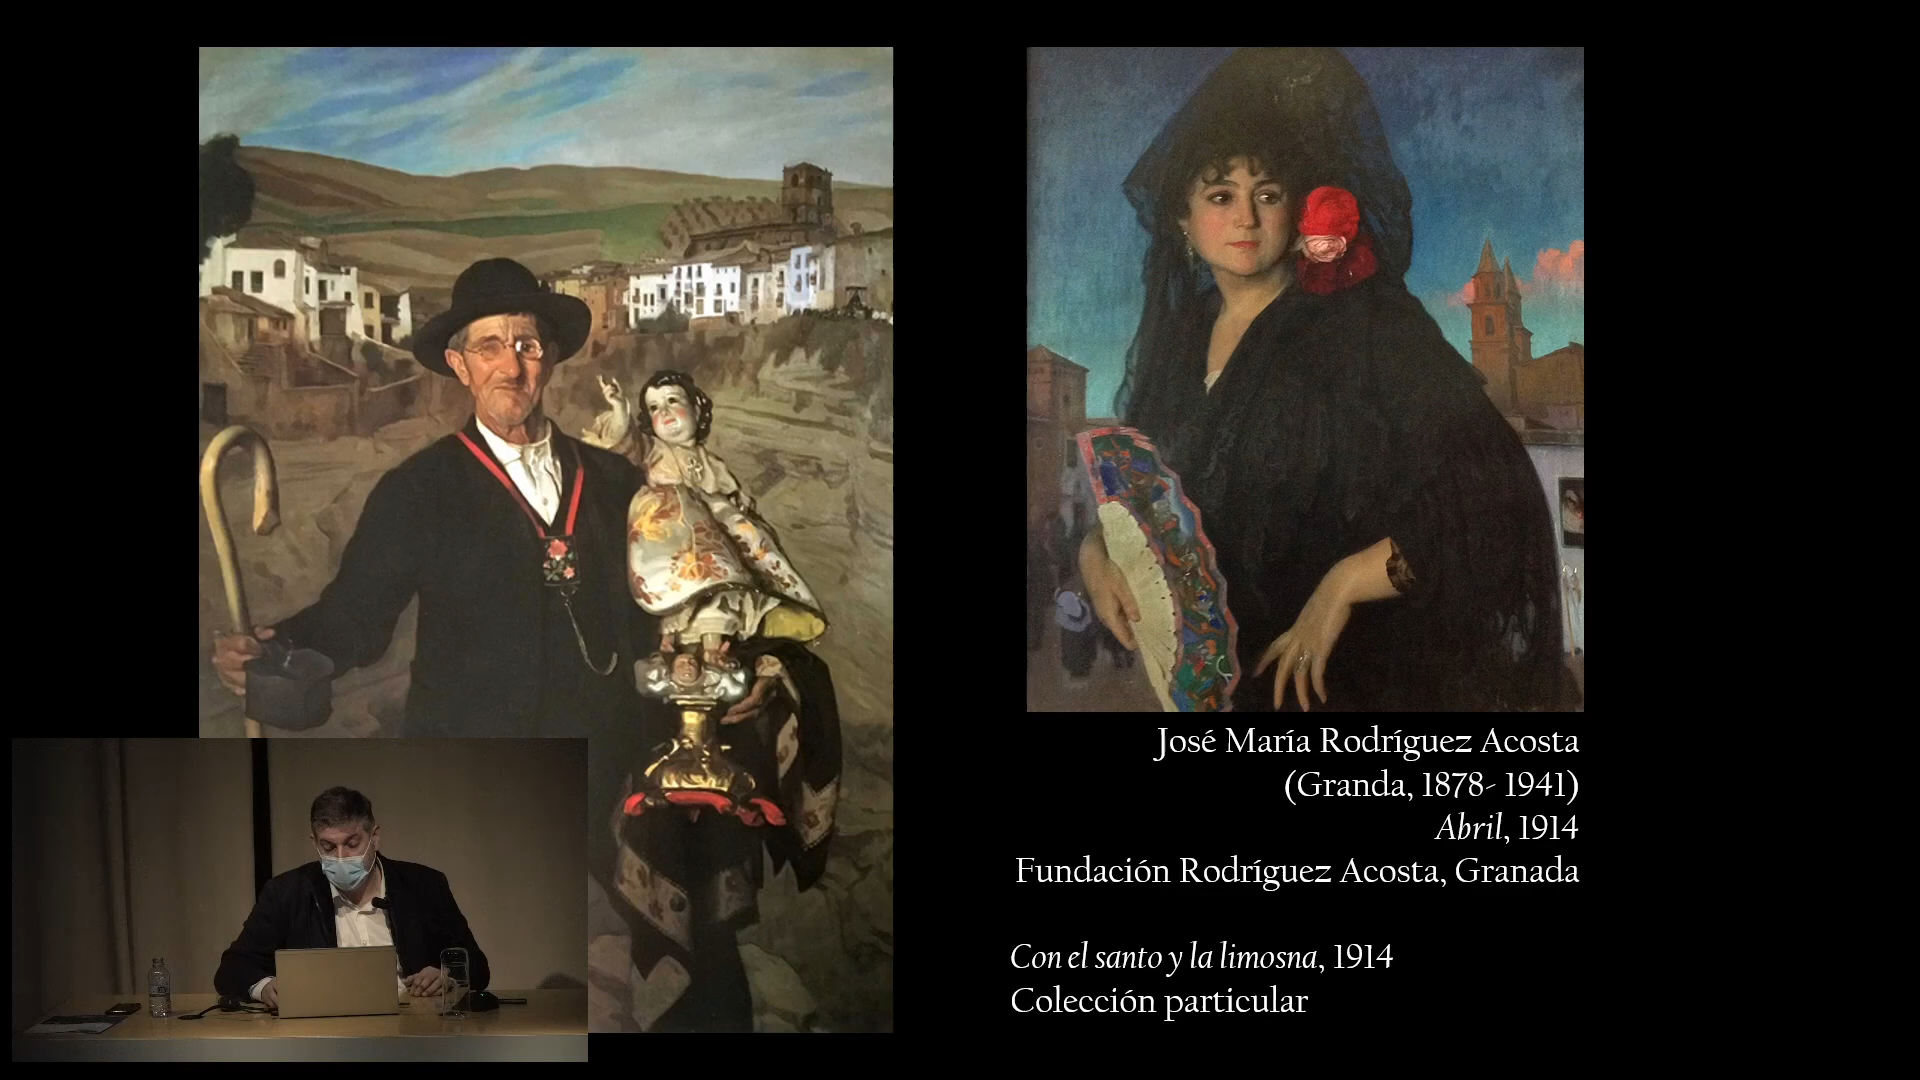 José María Rodríguez Acosta
(Granda, 1878- 1941)
Abril, 1914
Fundación Rodríguez Acosta, Granada
Con el santo y la limosna, 1914
Colección particular